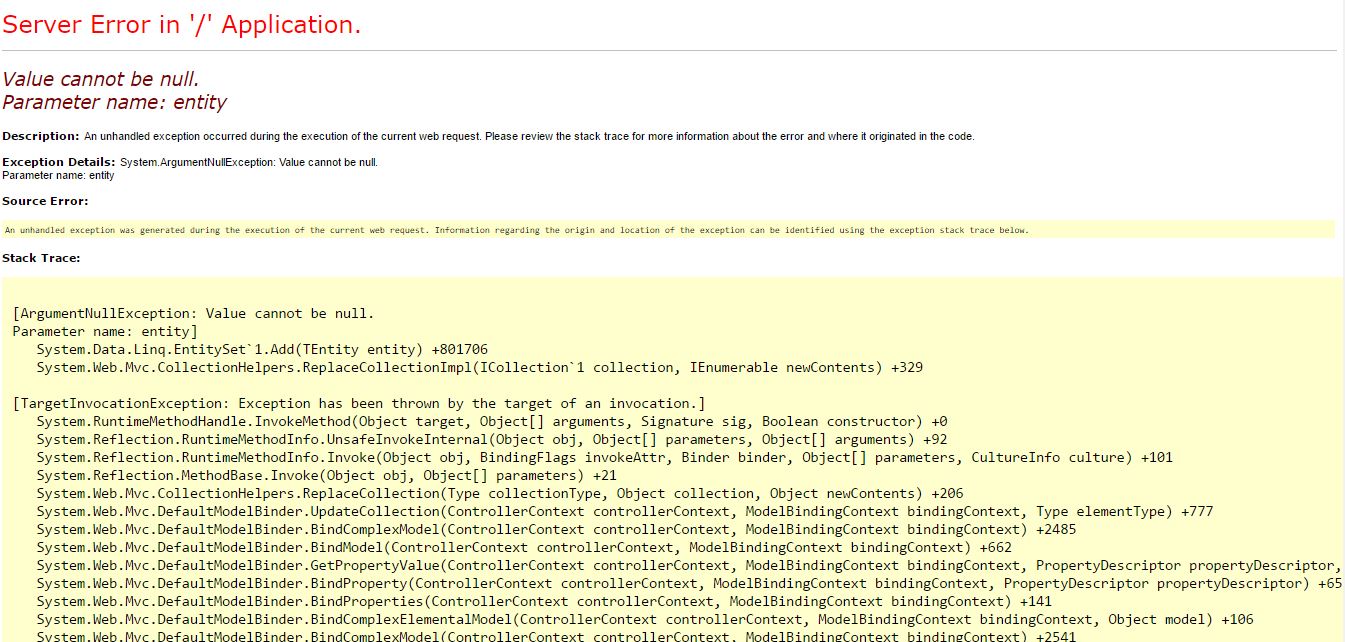 Server Error in '/' Application.
Value cannot be null.
Parameter name: entity
Description: An unhandled exception occurred during the execution of the current web request. Please review the stack trace for more information about the error and where it originated in the code.
Exception Details: System.ArgumentNullException: Value cannot be null.
Parameter name: entity
Source Error:
An unhandled exception was generated during the execution of the current web request. Information regarding the origin and location of the exception can be identified using the exception stack trace below.
Stack Trace:
[ArgumentNullException: Value cannot be null.
Parameter name: entity]
System.Data.Linq.EntitySet`1.Add(TEntity entity) +801706
System.Web.Mvc.CollectionHelpers.ReplaceCollectionImpl(ICollection`1 collection, IEnumerable newContents) +329
[TargetInvocationException: Exception has been thrown by the target of an invocation.]
System.RuntimeMethodHandle.InvokeMethod(Object target, Object[] arguments, Signature sig, Boolean constructor) +0
System.Reflection.RuntimeMethodInfo.UnsafeInvokeInternal(Object obj, Object[] parameters, Object[] arguments) +92
System.Reflection.RuntimeMethodInfo.Invoke(Object obj, BindingFlags invokeAttr, Binder binder, Object[] parameters, CultureInfo culture) +101
System.Reflection.MethodBase.Invoke(Object obj, Object[] parameters) +21
System.Web.Mvc.CollectionHelpers.ReplaceCollection(Type collectionType, Object collection, Object newContents) +206
System.Web.Mvc.DefaultModelBinder.UpdateCollection(ControllerContext controllerContext, ModelBindingContext bindingContext, Type elementType) +777
System.Web.Mvc.DefaultModelBinder.BindComplexModel(ControllerContext controllerContext, ModelBindingContext bindingContext) +2485
System.Web.Mvc.DefaultModelBinder.BindModel(ControllerContext controllerContext, ModelBindingContext bindingContext) +662
System.Web.Mvc.DefaultModelBinder.GetPropertyValue(ControllerContext controllerContext, ModelBindingContext bindingContext, PropertyDescriptor propertyDescriptor,
System.Web.Mvc.DefaultModelBinder.BindProperty(ControllerContext controllerContext, ModelBindingContext bindingContext, PropertyDescriptor propertyDescriptor) +65
System.Web.Mvc.DefaultModelBinder.BindProperties(ControllerContext controllerContext, ModelBindingContext bindingContext) +141
System.Web.Mvc.DefaultModelBinder.BindComplexElementalModel(ControllerContext controllerContext, ModelBindingContext bindingContext, Object model) +106
System.Web.Mvc.DefaultModelBinder.BindComplexModel(ControllerContext controllerContext, ModelBindingContext bindingContext) +2541